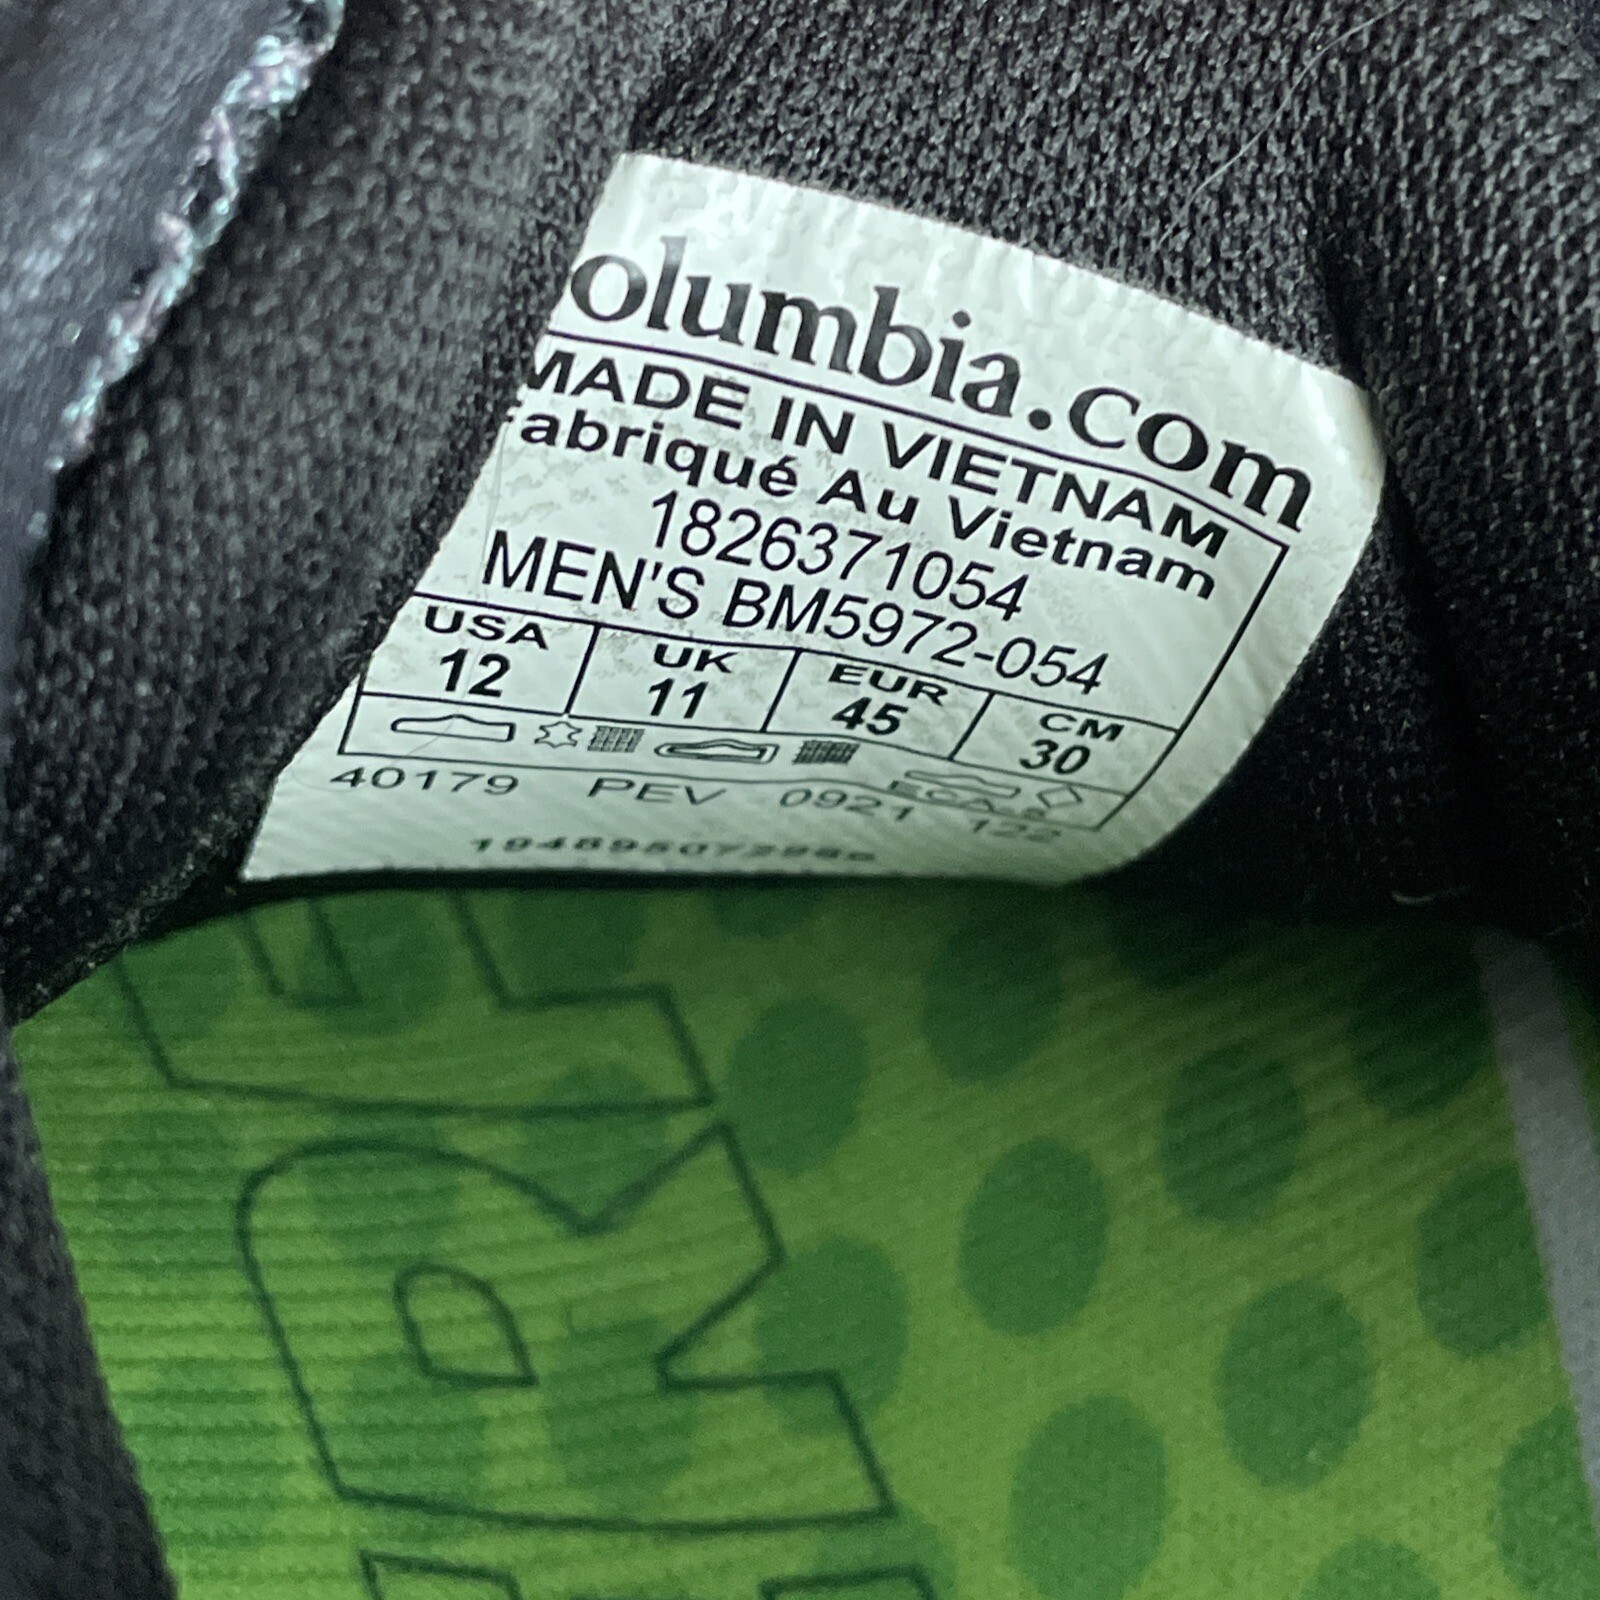 olumbia.com
MADE IN VIETNAM
Fabriqué Au Vietnam
1826371054
MEN'S BM5972-054
USA UK EUR CM
12 11 45 30
40179 PEV 0921 122